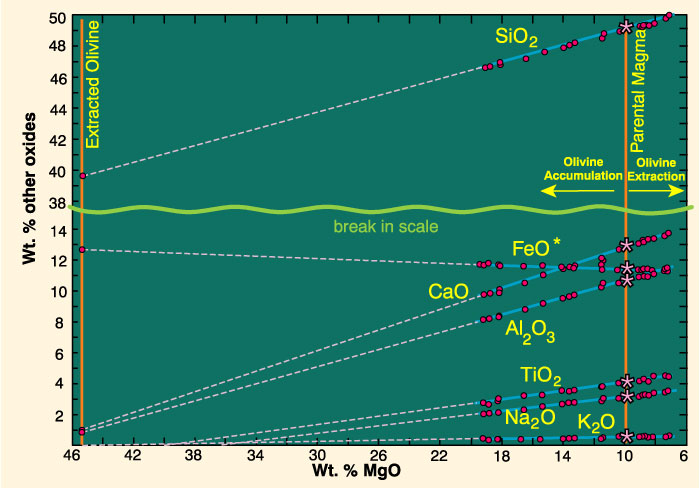 50
48
46
44
42
40
38
14
12
10
8
6
4
2
Wt. % other oxides
Extracted Olivine
SiO₂
Parental Magma
Olivine Accumulation
Olivine Extraction
break in scale
FeO*
CaO
Al₂O₃
TiO₂
Na₂O
K₂O
46 42 38 34 30 26 22 18 14 10 6
Wt. % MgO